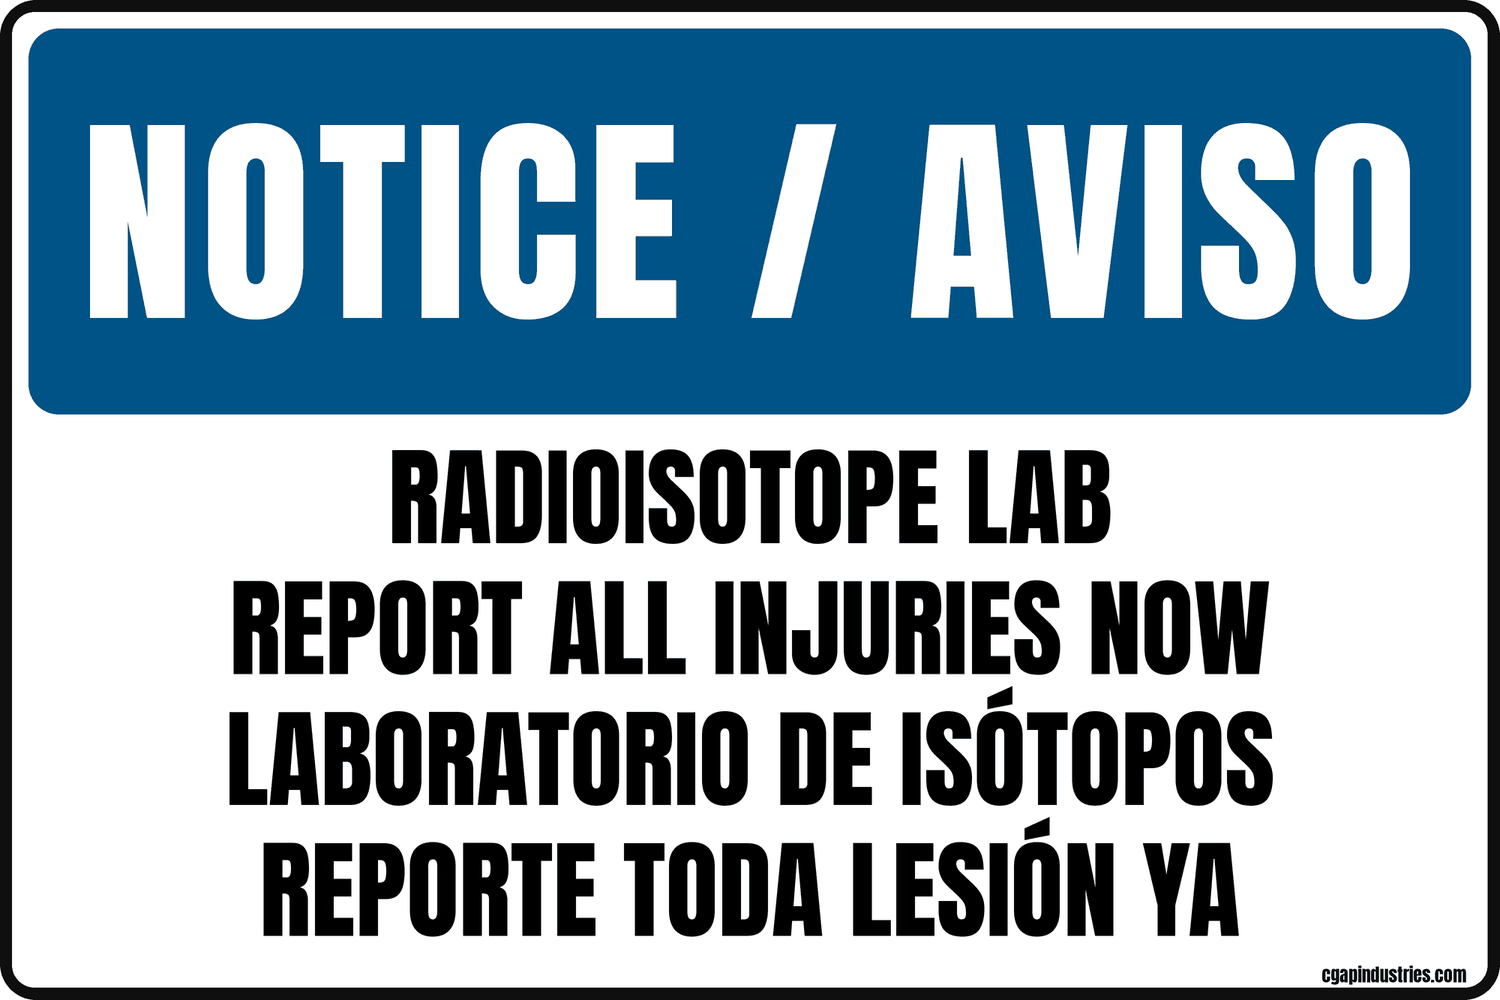 NOTICE / AVISO
RADIOISOTOPE LAB
REPORT ALL INJURIES NOW
LABORATORIO DE ISÓTOPOS
REPORTE TODA LESIÓN YA
cgapindustries.com